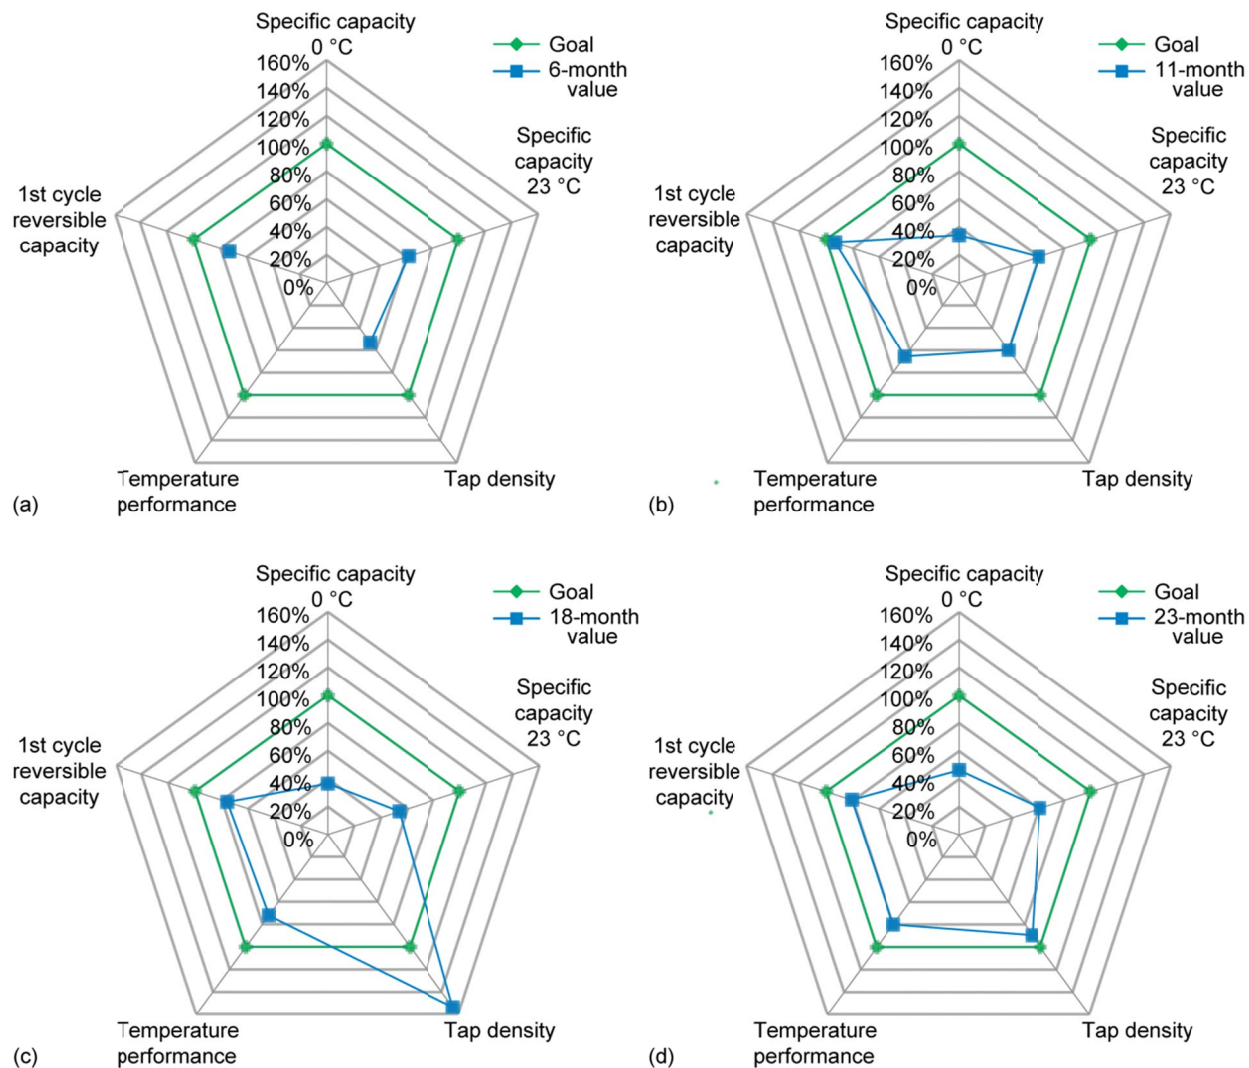 Specific capacity
0 °C
Goal
6-month
value
160%
140%
120%
100%
80%
60%
40%
20%
0%
Specific
capacity
23 °C
1st cycle
reversible
capacity
Temperature
performance
Tap density
(a)
Specific capacity
0 °C
Goal
11-month
value
160%
140%
120%
100%
80%
60%
40%
20%
0%
Specific
capacity
23 °C
1st cycle
reversible
capacity
Temperature
performance
Tap density
(b)
Specific capacity
0 °C
Goal
18-month
value
160%
140%
120%
100%
80%
60%
40%
20%
0%
Specific
capacity
23 °C
1st cycle
reversible
capacity
Temperature
performance
Tap density
(c)
Specific capacity
0 °C
Goal
23-month
value
160%
140%
120%
100%
80%
60%
40%
20%
0%
Specific
capacity
23 °C
1st cycle
reversible
capacity
Temperature
performance
Tap density
(d)